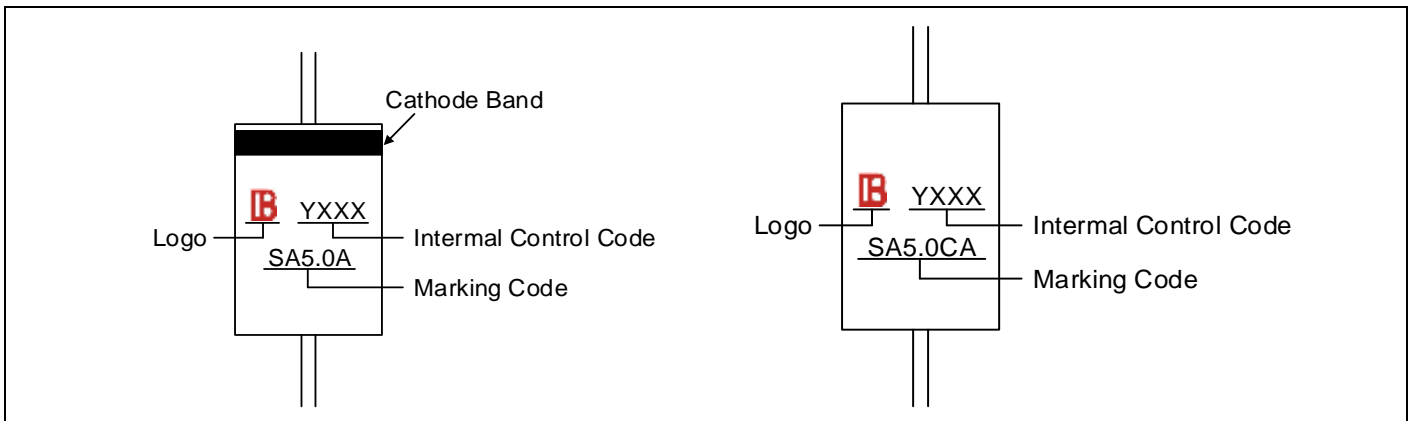 Cathode Band
B YXXX
Logo
Intermal Control Code
SA5.0A
Marking Code
B YXXX
Logo
Intermal Control Code
SA5.0CA
Marking Code